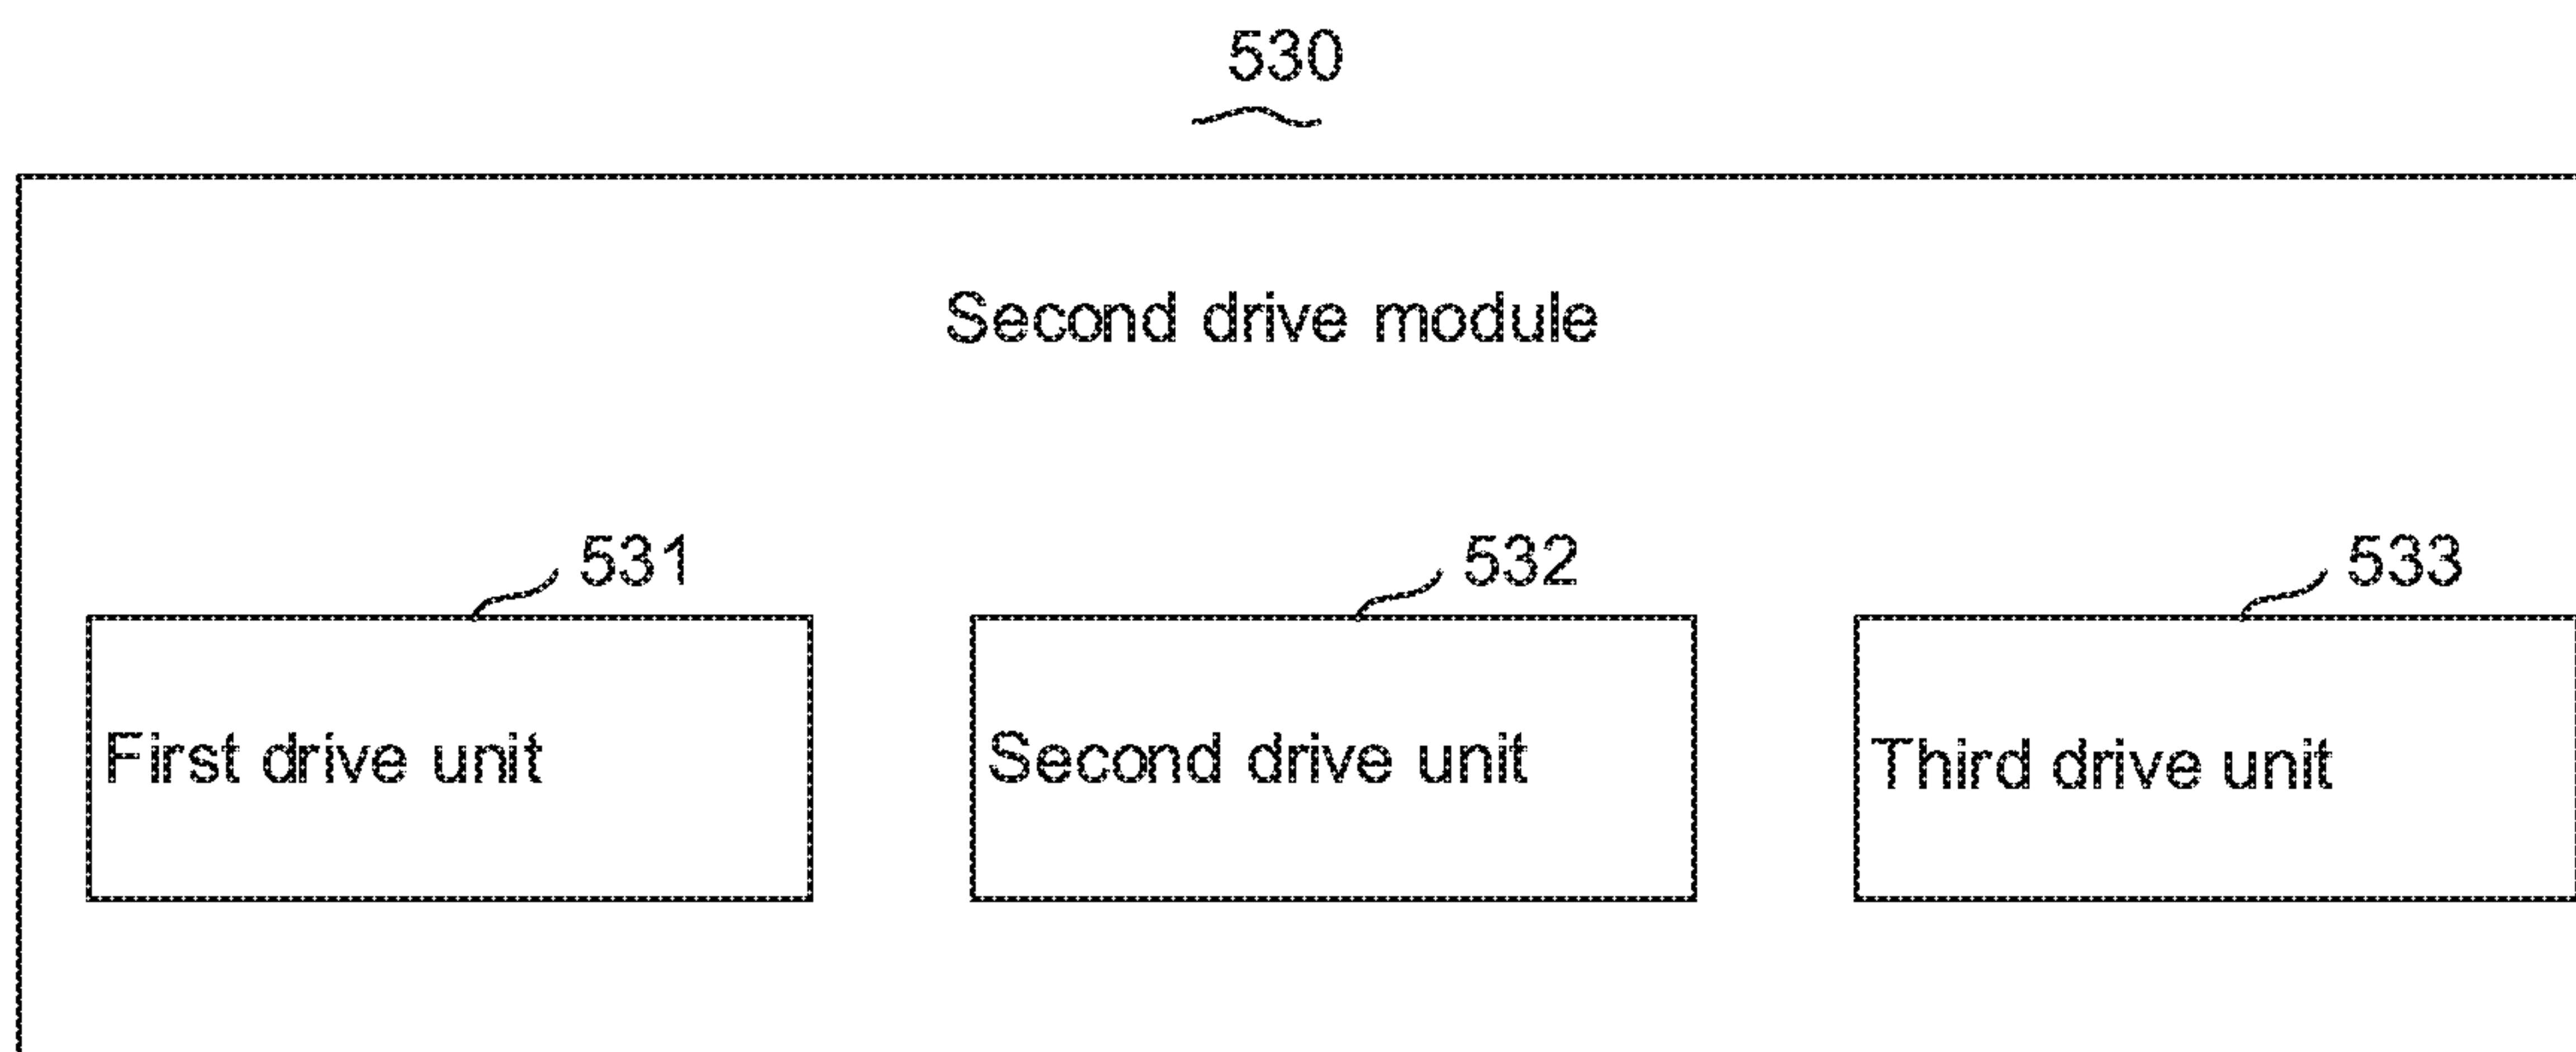 530
Second drive module
531 532 533
First drive unit Second drive unit Third drive unit